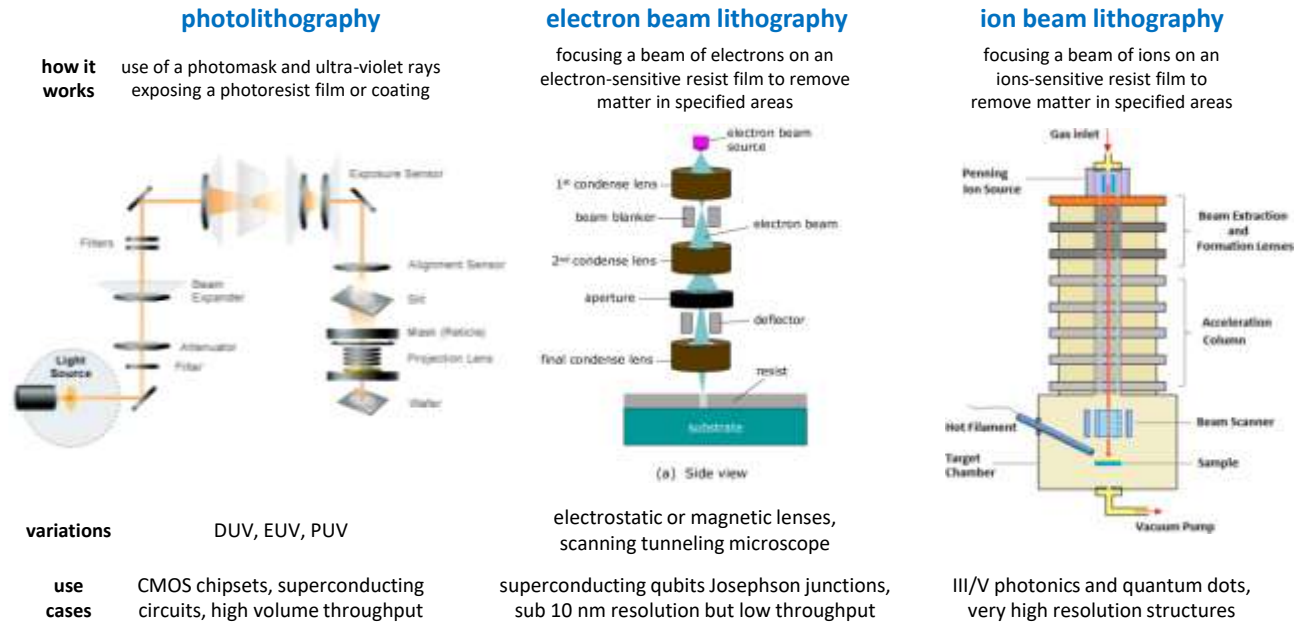 photolithography
electron beam lithography
ion beam lithography
how it
works
use of a photomask and ultra-violet rays
exposing a photoresist film or coating
focusing a beam of electrons on an
electron-sensitive resist film to remove
matter in specified areas
focusing a beam of ions on an
ions-sensitive resist film to
remove matter in specified areas
Exposure Sensor
Filters
Alignment Sensor
Beam
Expander
Slit
Mask (Reticle)
Attenuator
Projection Lens
Light
Source
Filter
Wafer
electron beam
source
1st condense lens
beam blanker
electron beam
2nd condense lens
aperture
deflector
final condense lens
resist
substrate
(a) Side view
Gas inlet
Penning
Ion Source
Beam Extraction
and
Formation Lenses
Acceleration
Column
Hot Filament
Beam Scanner
Target
Chamber
Sample
Vacuum Pump
variations
DUV, EUV, PUV
electrostatic or magnetic lenses,
scanning tunneling microscope
use
cases
CMOS chipsets, superconducting
circuits, high volume throughput
superconducting qubits Josephson junctions,
sub 10 nm resolution but low throughput
III/V photonics and quantum dots,
very high resolution structures